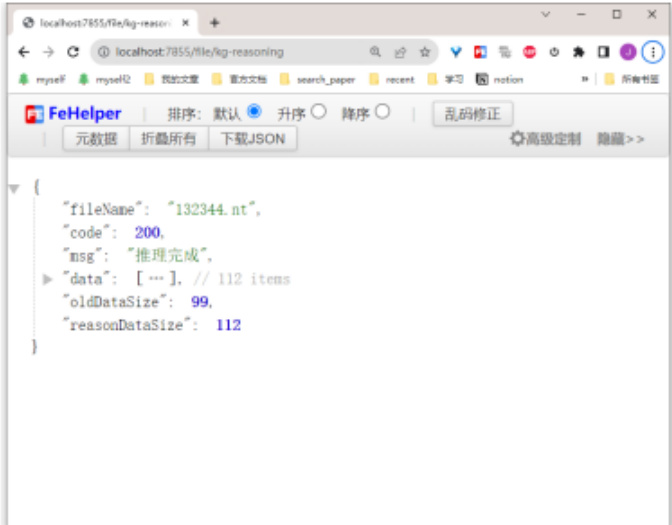 localhost:7855/file/kg-reasoni
localhost:7855/file/kg-reasoning
myself myself2 我的文章 官方文档 search_paper recent 学习 notion » 所有书签
FeHelper 排序: 默认 升序 降序 乱码修正
元数据 折叠所有 下载JSON 高级定制 隐藏>>
{
"fileName": "132344.nt",
"code": 200,
"msg": "推理完成",
"data": [ ... ], // 112 items
"oldDataSize": 99,
"reasonDataSize": 112
}